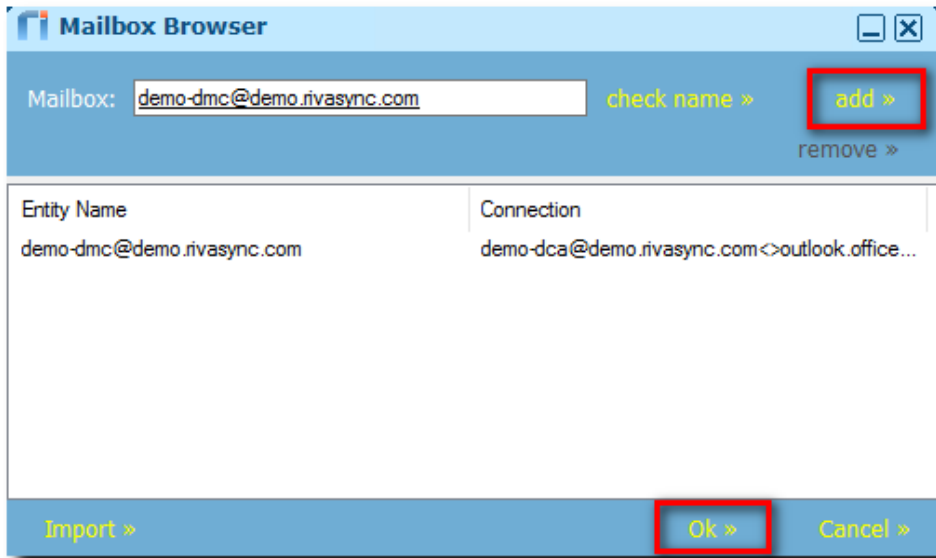 Mailbox Browser
Mailbox: demo-dmc@demo.rivasync.com check name » add »
remove »
Entity Name Connection
demo-dmc@demo.rivasync.com demo-dca@demo.rivasync.com<>outlook.office...
Import » Ok » Cancel »